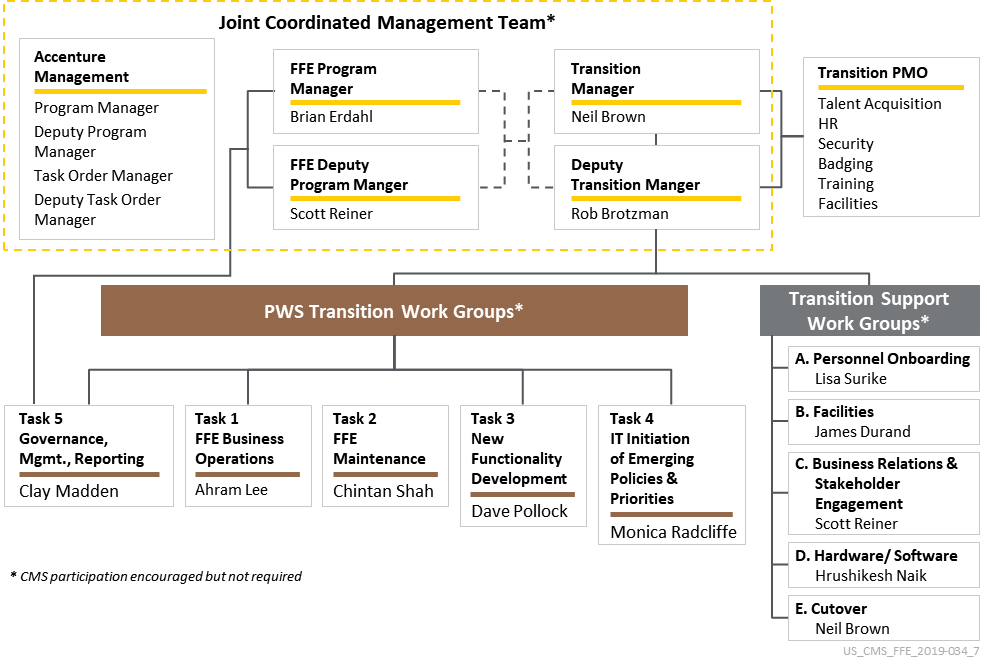 Joint Coordinated Management Team*
Accenture
Management
Program Manager
Deputy Program
Manager
Task Order Manager
Deputy Task Order
Manager
FFE Program
Manager
Brian Erdahl
FFE Deputy
Program Manger
Scott Reiner
Transition
Manager
Neil Brown
Deputy
Transition Manger
Rob Brotzman
Transition PMO
Talent Acquisition
HR
Security
Badging
Training
Facilities
PWS Transition Work Groups*
Transition Support
Work Groups*
Task 5
Governance,
Mgmt., Reporting
Clay Madden
Task 1
FFE Business
Operations
Ahram Lee
Task 2
FFE
Maintenance
Chintan Shah
Task 3
New
Functionality
Development
Dave Pollock
Task 4
IT Initiation
of Emerging
Policies &
Priorities
Monica Radcliffe
A. Personnel Onboarding
Lisa Surike
B. Facilities
James Durand
C. Business Relations &
Stakeholder
Engagement
Scott Reiner
D. Hardware/ Software
Hrushikesh Naik
E. Cutover
Neil Brown
* CMS participation encouraged but not required
US_CMS_FFE_2019-034_7